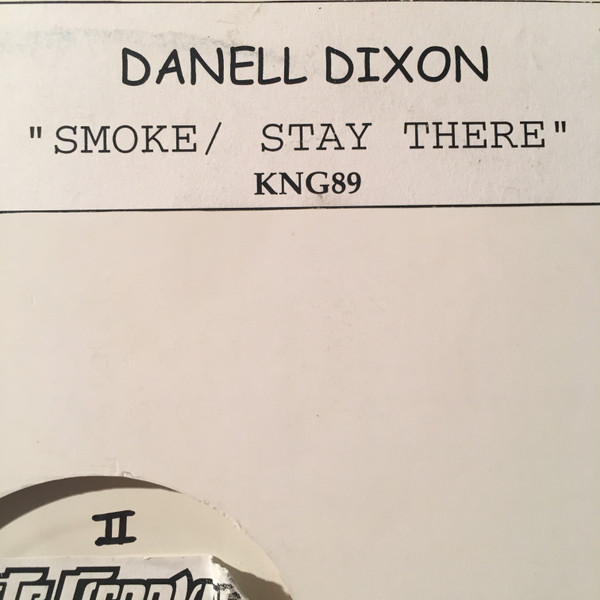 DANELL DIXON
"SMOKE/ STAY THERE"
KNG89
II